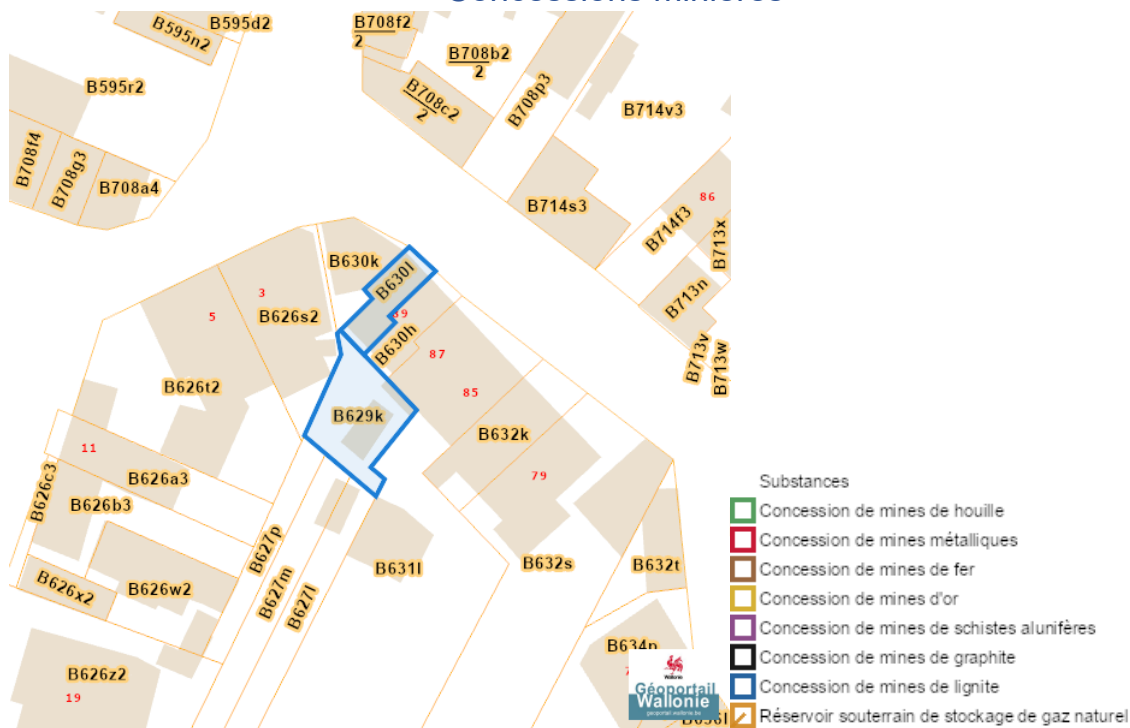 Concessions minières
B595n2
B595d2
B708f2
2
B708b2
2
B595r2
B708c2
2
B708p3
B714v3
B708f4
B708g3
B708a4
B714s3
86
B714f3
B713x
B630k
B630l
B713n
3
5
B626s2
89
B630h
87
B713v
B713w
B626t2
85
B629k
B632k
11
79
B626c3
B626a3
B626b3
B627p
B627m
B627l
B631l
B632s
B632t
B626x2
B626w2
B634p
B626z2
19
Wallonie
Géoportail
Wallonie
geoportail.wallonie.be
Substances
Concession de mines de houille
Concession de mines métalliques
Concession de mines de fer
Concession de mines d'or
Concession de mines de schistes alunifères
Concession de mines de graphite
Concession de mines de lignite
Réservoir souterrain de stockage de gaz naturel